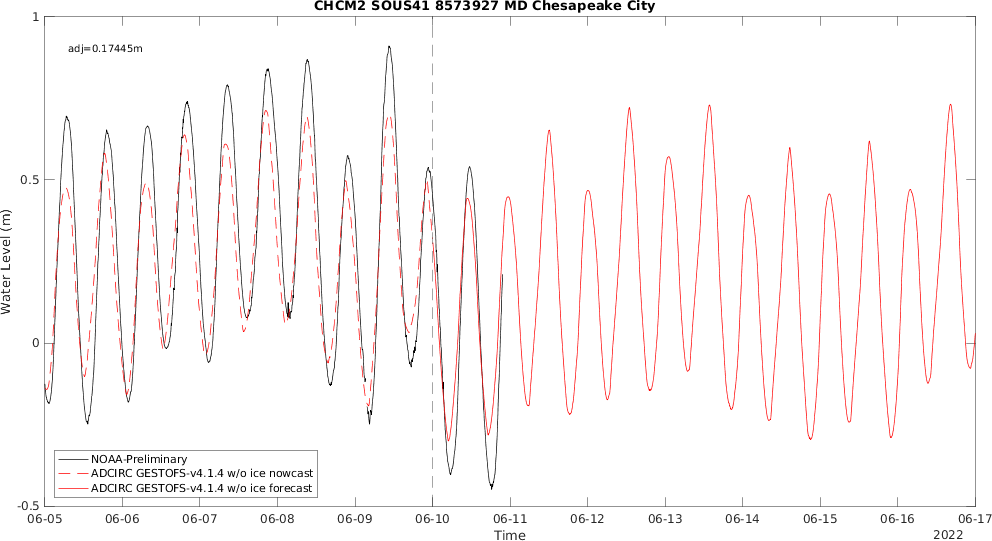 CHCM2 SOUS41 8573927 MD Chesapeake City
adj=0.17445m
1
0.5
0
-0.5
Water Level (m)
NOAA-Preliminary
ADCIRC GESTOFS-v4.1.4 w/o ice nowcast
ADCIRC GESTOFS-v4.1.4 w/o ice forecast
06-05 06-06 06-07 06-08 06-09 06-10 06-11 06-12 06-13 06-14 06-15 06-16 06-17
Time
2022